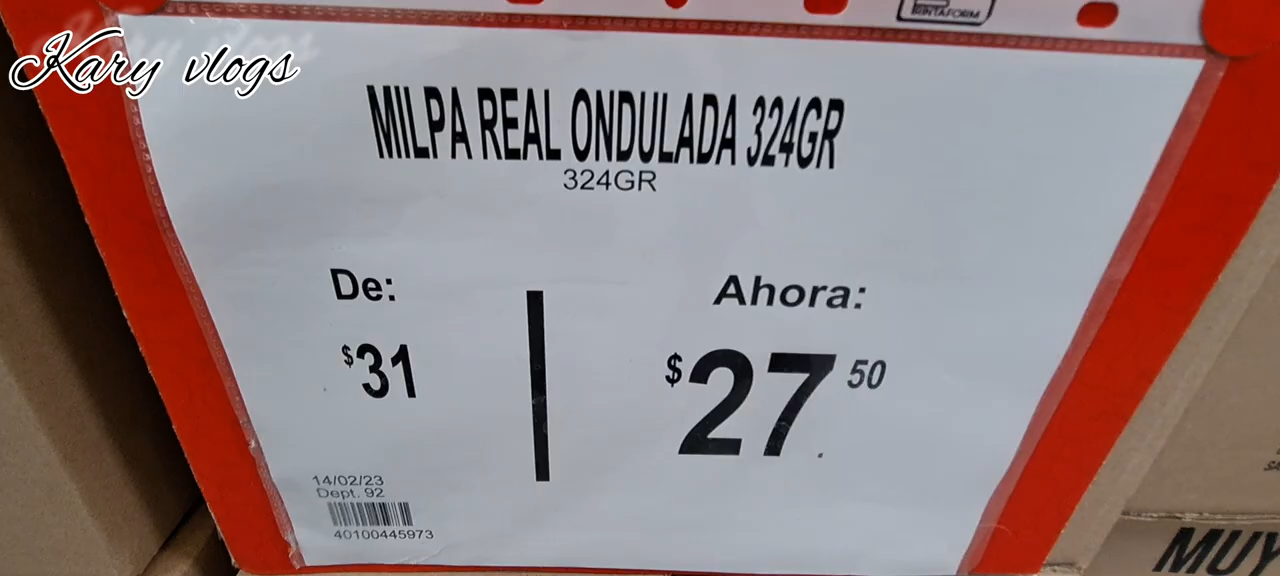 Kary vlogs
PRINTAFORM
MILPA REAL ONDULADA 324GR
324GR
De:
Ahora:
$31
$27 50
14/02/23
Dept. 92
40100445973
MUY